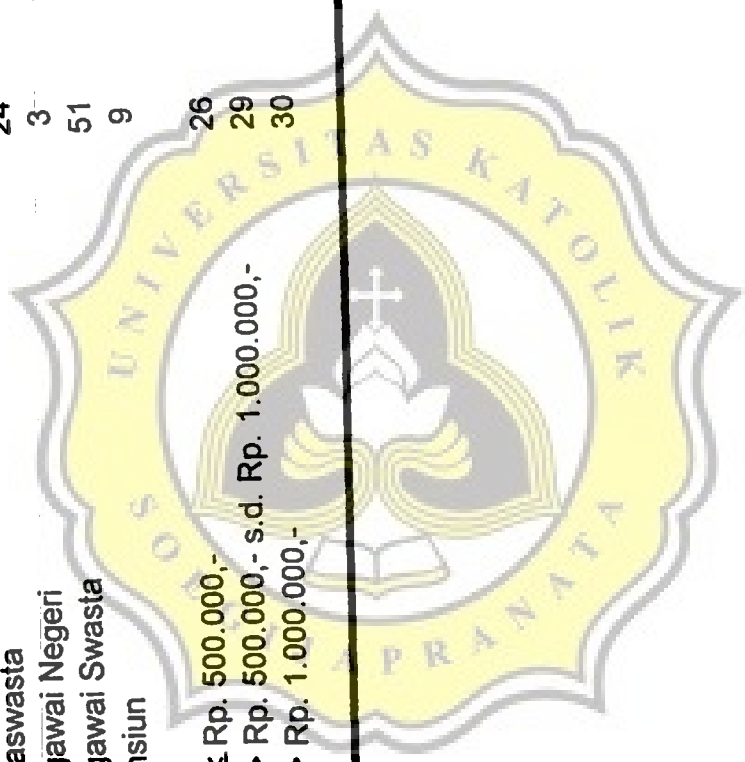 aswasta 24
gawai Negeri 3
gawai Swasta 51
nsiun 9
≤ Rp. 500.000,- 26
> Rp. 500.000,- s.d. Rp. 1.000.000,- 29
> Rp. 1.000.000,- 30
UNIVERSITAS KATOLIK
SOEGIJAPRANATA